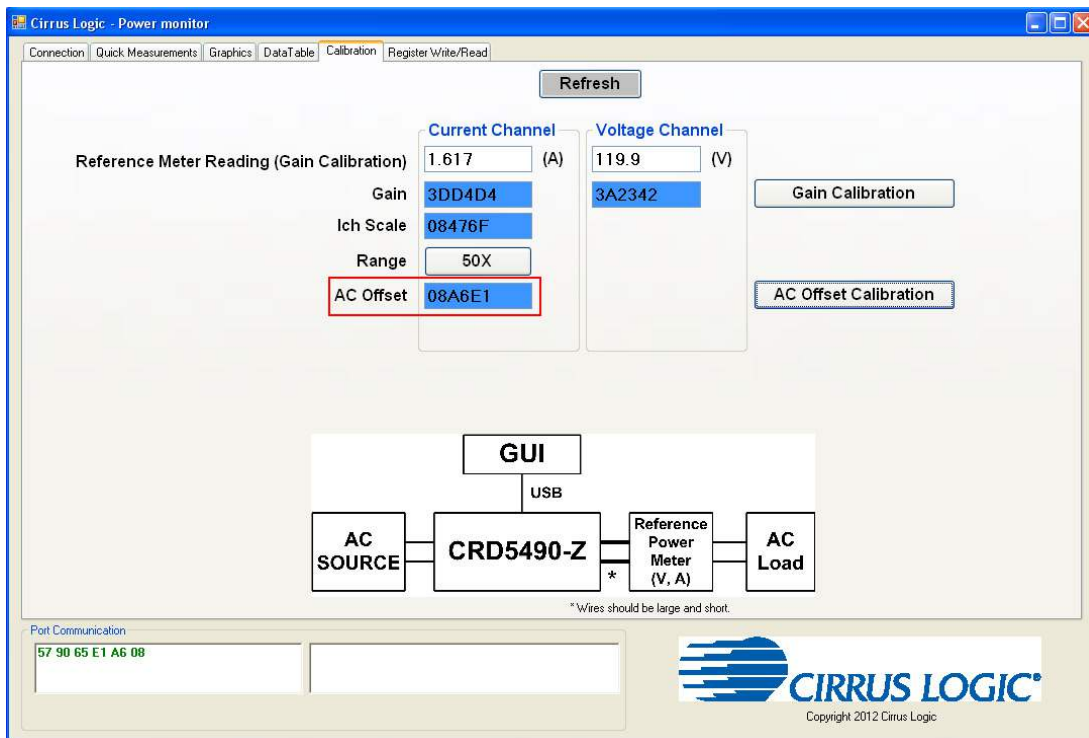 Cirrus Logic - Power monitor
Connection Quick Measurements Graphics DataTable Calibration Register Write/Read
Refresh
Current Channel Voltage Channel
Reference Meter Reading (Gain Calibration) 1.617 (A) 119.9 (V)
Gain 3DD4D4 3A2342 Gain Calibration
Ich Scale 08476F
Range 50X
AC Offset 08A6E1 AC Offset Calibration
GUI
USB
AC SOURCE
CRD5490-Z
*
Reference
Power
Meter
(V, A)
AC
Load
* Wires should be large and short.
Port Communication
57 90 65 E1 A6 08
CIRRUS LOGIC®
Copyright 2012 Cirrus Logic